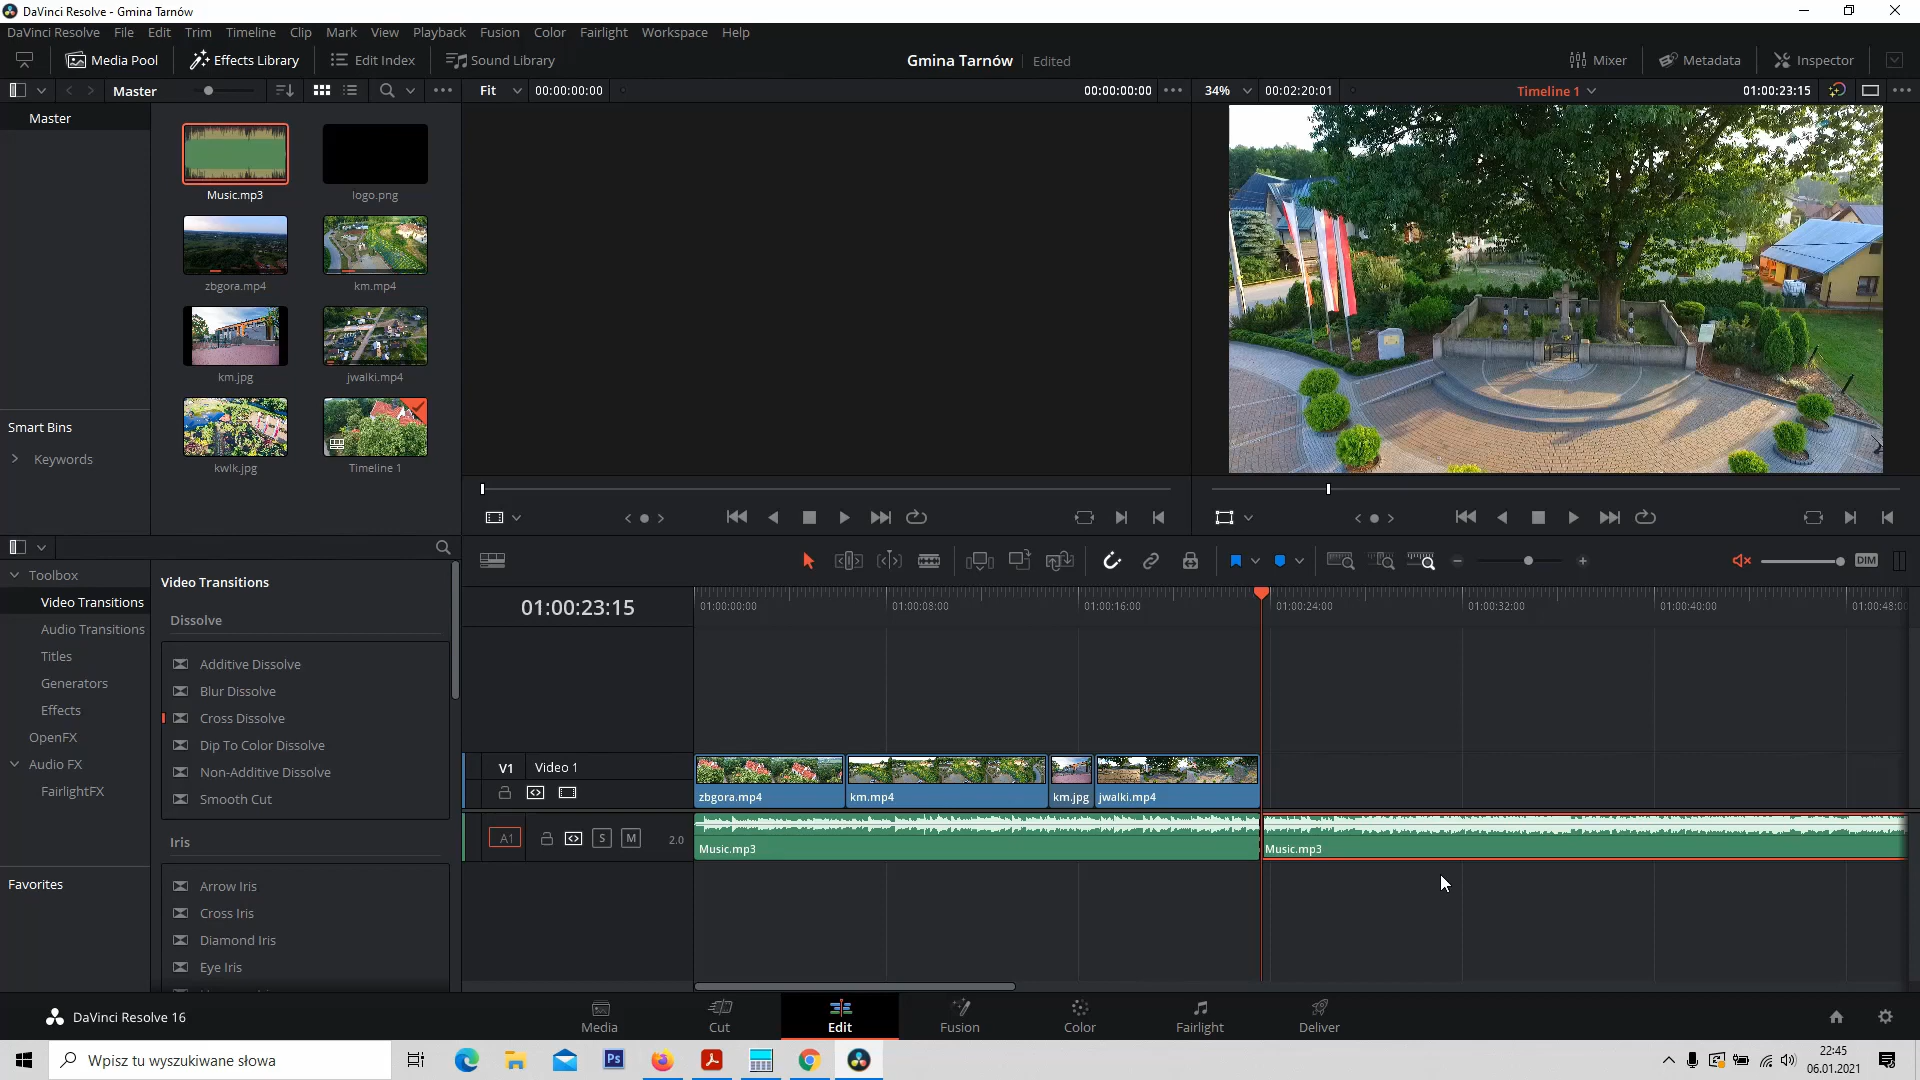 DaVinci Resolve - Gmina Tarnów
DaVinci Resolve File Edit Trim Timeline Clip Mark View Playback Fusion Color Fairlight Workspace Help
Media Pool Effects Library Edit Index Sound Library Gmina Tarnów Edited Mixer Metadata Inspector
Master Fit 00:00:00:00 00:00:00:00 34% 00:02:20:01 Timeline 1 01:00:23:15
Master
Music.mp3 logo.png
zbgora.mp4 km.mp4
km.jpg jwalki.mp4
Smart Bins
Keywords
kwlk.jpg Timeline 1
Toolbox
Video Transitions
Audio Transitions
Titles
Generators
Effects
OpenFX
Audio FX
FairlightFX
Favorites
Video Transitions
Dissolve
Additive Dissolve
Blur Dissolve
Cross Dissolve
Dip To Color Dissolve
Non-Additive Dissolve
Smooth Cut
Iris
Arrow Iris
Cross Iris
Diamond Iris
Eye Iris
DIM
01:00:23:15 01:00:00:00 01:00:08:00 01:00:16:00 01:00:24:00 01:00:32:00 01:00:40:00 01:00:48:00
V1 Video 1
zbgora.mp4 km.mp4 km.jpg jwalki.mp4
A1 S M 2.0
Music.mp3 Music.mp3
DaVinci Resolve 16
Media Cut Edit Fusion Color Fairlight Deliver
Wpisz tu wyszukiwane słowa
Ps
22:45
06.01.2021